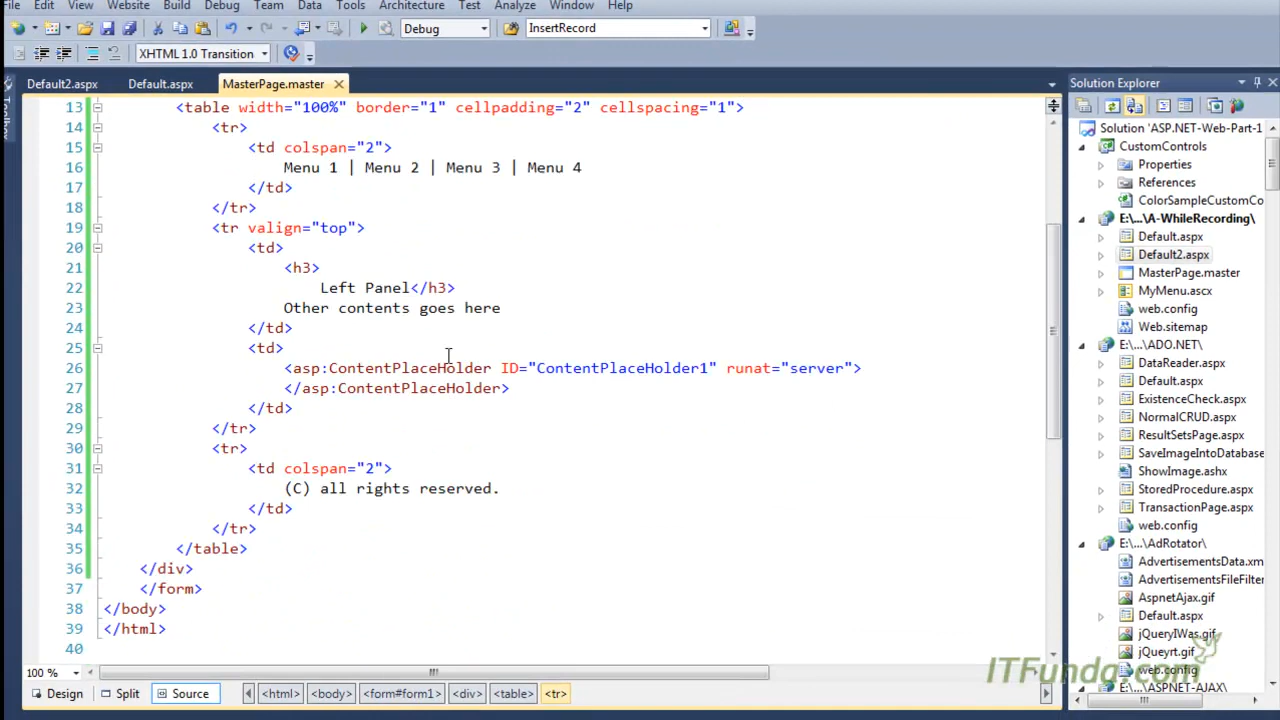 File Edit View Website Build Debug Team Data Tools Architecture Test Analyze Window Help
Debug InsertRecord
XHTML 1.0 Transition
Default2.aspx Default.aspx MasterPage.master
Toolbox
13 <table width="100%" border="1" cellpadding="2" cellspacing="1">
14 <tr>
15 <td colspan="2">
16 Menu 1 | Menu 2 | Menu 3 | Menu 4
17 </td>
18 </tr>
19 <tr valign="top">
20 <td>
21 <h3>
22 Left Panel</h3>
23 Other contents goes here
24 </td>
25 <td>
26 <asp:ContentPlaceHolder ID="ContentPlaceHolder1" runat="server">
27 </asp:ContentPlaceHolder>
28 </td>
29 </tr>
30 <tr>
31 <td colspan="2">
32 (C) all rights reserved.
33 </td>
34 </tr>
35 </table>
36 </div>
37 </form>
38 </body>
39 </html>
40
100 %
Design Split Source <html> <body> <form#form1> <div> <table> <tr>
Solution Explorer
Solution 'ASP.NET-Web-Part-1
CustomControls
Properties
References
ColorSampleCustomCo
E:\...\A-WhileRecording\
Default.aspx
Default2.aspx
MasterPage.master
MyMenu.ascx
web.config
Web.sitemap
E:\...\ADO.NET\
DataReader.aspx
Default.aspx
ExistenceCheck.aspx
NormalCRUD.aspx
ResultSetsPage.aspx
SaveImageIntoDatabase
ShowImage.ashx
StoredProcedure.aspx
TransactionPage.aspx
web.config
E:\...\AdRotator\
AdvertisementsData.xm
AdvertisementsFileFilter
AspnetAjax.gif
Default.aspx
jQueryIWas.gif
jQueyrt.gif
web.config
E:\...\ASPNET-AJAX\
ITFunda.com